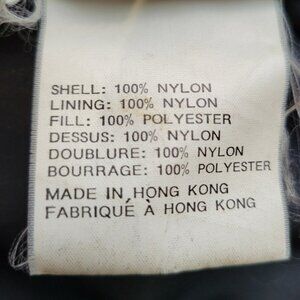 SHELL: 100% NYLON
LINING: 100% NYLON
FILL: 100% POLYESTER
DESSUS: 100% NYLON
DOUBLURE: 100% NYLON
BOURRAGE: 100% POLYESTER
MADE IN HONG KONG
FABRIQUÉ À HONG KONG